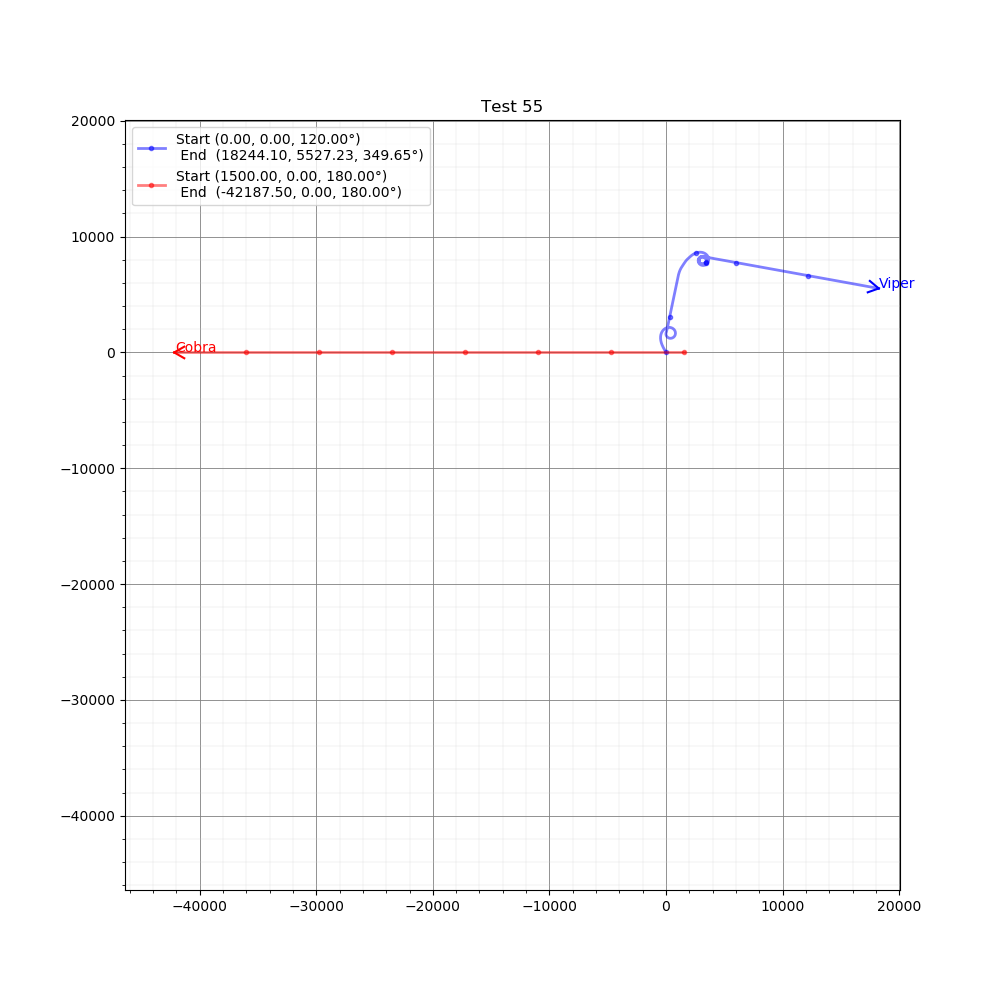 Test 55
Start (0.00, 0.00, 120.00°)
End (18244.10, 5527.23, 349.65°)
Start (1500.00, 0.00, 180.00°)
End (-42187.50, 0.00, 180.00°)
20000
10000
0
−10000
−20000
−30000
−40000
Viper
Cobra
−40000
−30000
−20000
−10000
0
10000
20000